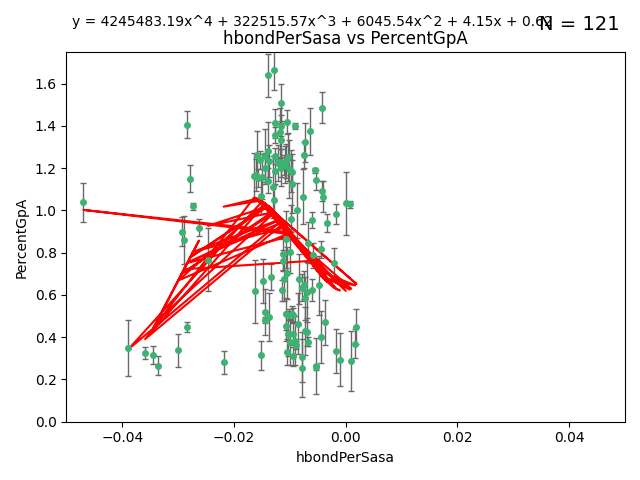 y = 4245483.19x^4 + 322515.57x^3 + 6045.54x^2 + 4.15x +
N = 121
hbondPerSasa vs PercentGpA
1.6
1.4
1.2
1.0
0.8
0.6
0.4
0.2
0.0
PercentGpA
−0.04 −0.02 0.00 0.02 0.04
hbondPerSasa